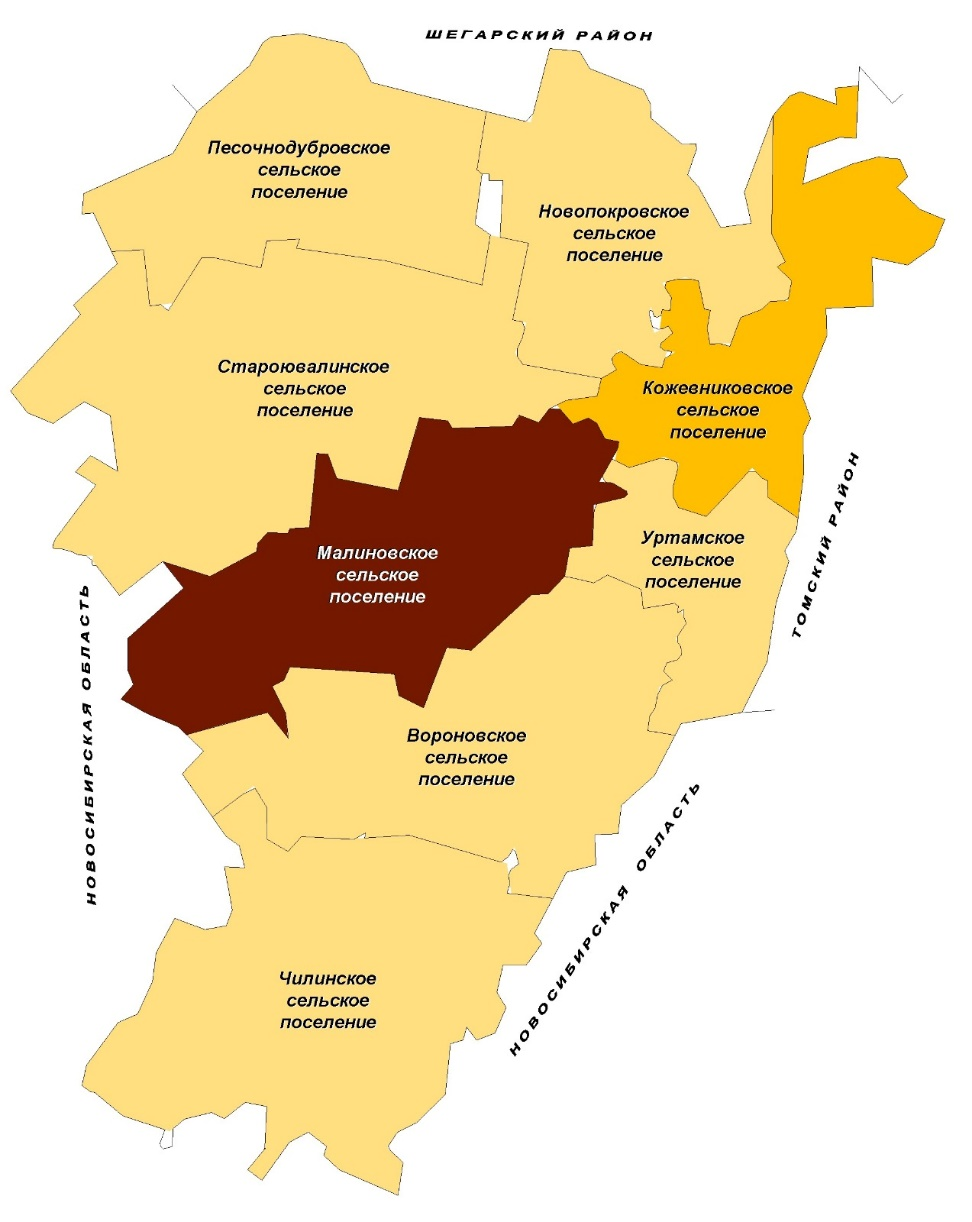 ШЕГАРСКИЙ РАЙОН
Песочнодубровское
сельское
поселение
Новопокровское
сельское
поселение
Староювалинское
сельское
поселение
Кожевниковское
сельское
поселение
Малиновское
сельское
поселение
Уртамское
сельское
поселение
ТОМСКИЙ РАЙОН
НОВОСИБИРСКАЯ ОБЛАСТЬ
Вороновское
сельское
поселение
НОВОСИБИРСКАЯ ОБЛАСТЬ
Чилинское
сельское
поселение